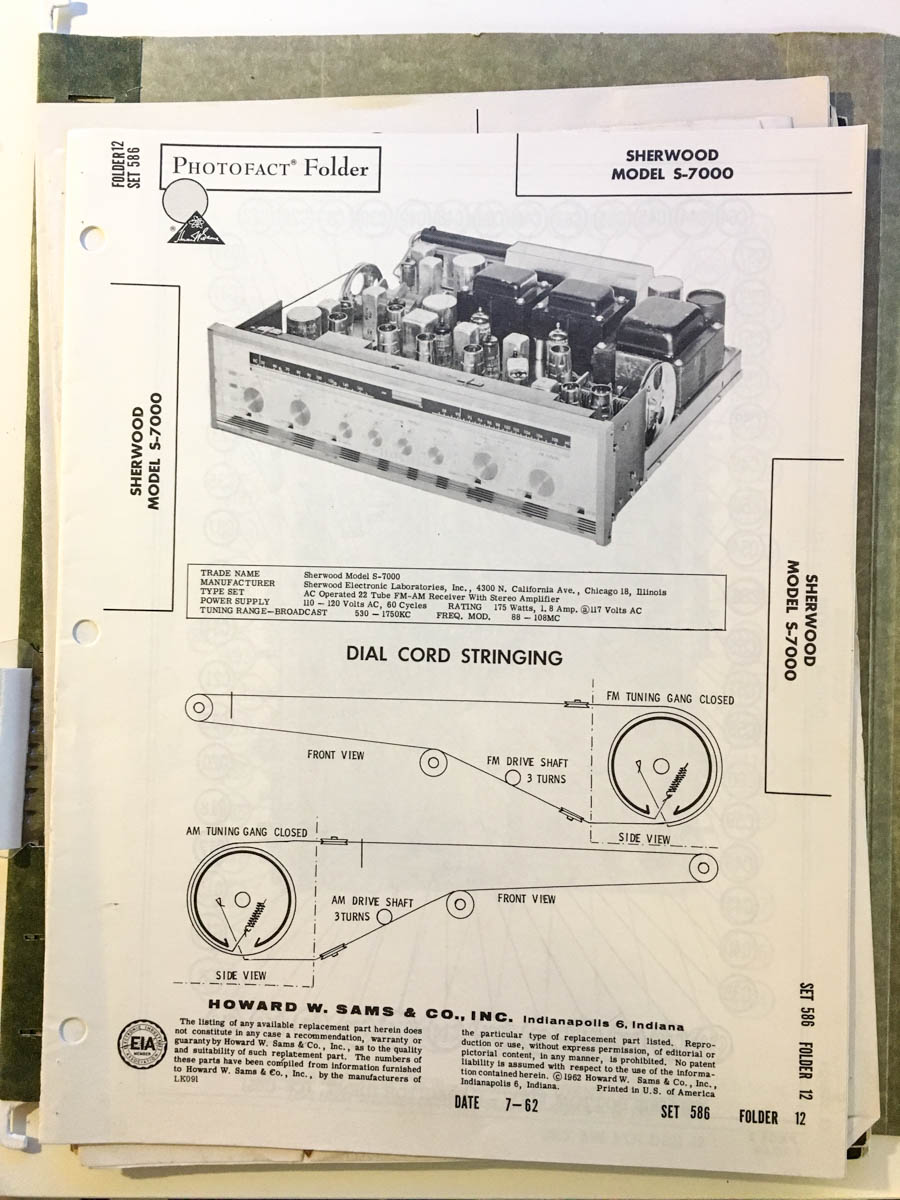 FOLDER 12
SET 586
PHOTOFACT® Folder
SHERWOOD
MODEL S-7000
SHERWOOD
MODEL S-7000
SHERWOOD
MODEL S-7000
TRADE NAME Sherwood Model S-7000
MANUFACTURER Sherwood Electronic Laboratories, Inc., 4300 N. California Ave., Chicago 18, Illinois
TYPE SET AC Operated 22 Tube FM-AM Receiver With Stereo Amplifier
POWER SUPPLY 110 - 120 Volts AC, 60 Cycles RATING 175 Watts, 1.8 Amp. @117 Volts AC
TUNING RANGE—BROADCAST 530 - 1750KC FREQ. MOD. 88 - 108MC
DIAL CORD STRINGING
FM TUNING GANG CLOSED
FRONT VIEW
FM DRIVE SHAFT
3 TURNS
SIDE VIEW
AM TUNING GANG CLOSED
AM DRIVE SHAFT
3 TURNS
FRONT VIEW
SIDE VIEW
HOWARD W. SAMS & CO., INC. Indianapolis 6, Indiana
EIA
MEMBER
The listing of any available replacement part herein does
not constitute in any case a recommendation, warranty or
guaranty by Howard W. Sams & Co., Inc., as to the quality
and suitability of such replatement part. The numbers of
these parts have been compiled from information furnished
to Howard W. Sams & Co., Inc., by the manufacturers of
LK091
the particular type of replacement part listed. Repro-
duction or use, without express permission, of editorial or
pictorial content, in any manner, is prohibited. No patent
liability is assumed with respect to the use of the informa-
tion contained herein. © 1962 Howard W. Sams & Co., Inc.,
Indianapolis 6, Indiana. Printed in U.S. of America
DATE 7-62
SET 586 FOLDER 12
SET 586 FOLDER 12